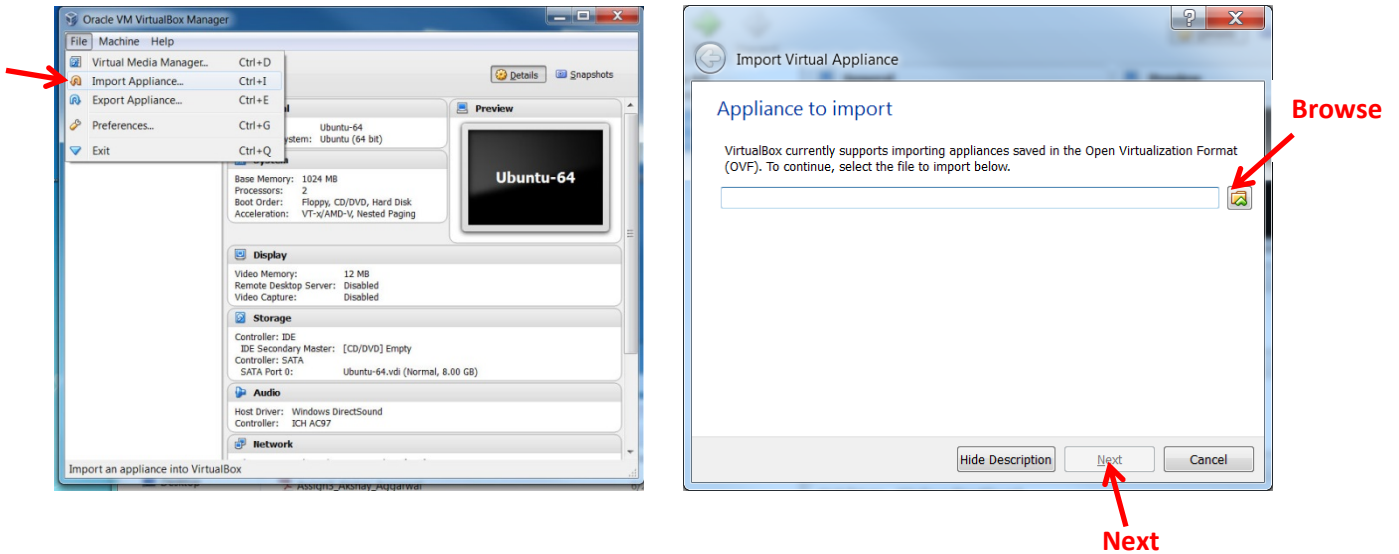 Oracle VM VirtualBox Manager
File Machine Help
Virtual Media Manager... Ctrl+D
Import Appliance... Ctrl+I
Export Appliance... Ctrl+E
Preferences... Ctrl+G
Exit Ctrl+Q
Details Snapshots
Ubuntu-64
Ubuntu (64 bit)
Base Memory: 1024 MB
Processors: 2
Boot Order: Floppy, CD/DVD, Hard Disk
Acceleration: VT-x/AMD-V, Nested Paging
Preview
Ubuntu-64
Display
Video Memory: 12 MB
Remote Desktop Server: Disabled
Video Capture: Disabled
Storage
Controller: IDE
IDE Secondary Master: [CD/DVD] Empty
Controller: SATA
SATA Port 0: Ubuntu-64.vdi (Normal, 8.00 GB)
Audio
Host Driver: Windows DirectSound
Controller: ICH AC97
Network
Import an appliance into VirtualBox
Import Virtual Appliance
Appliance to import
VirtualBox currently supports importing appliances saved in the Open Virtualization Format
(OVF). To continue, select the file to import below.
Hide Description Next Cancel
Browse
Next